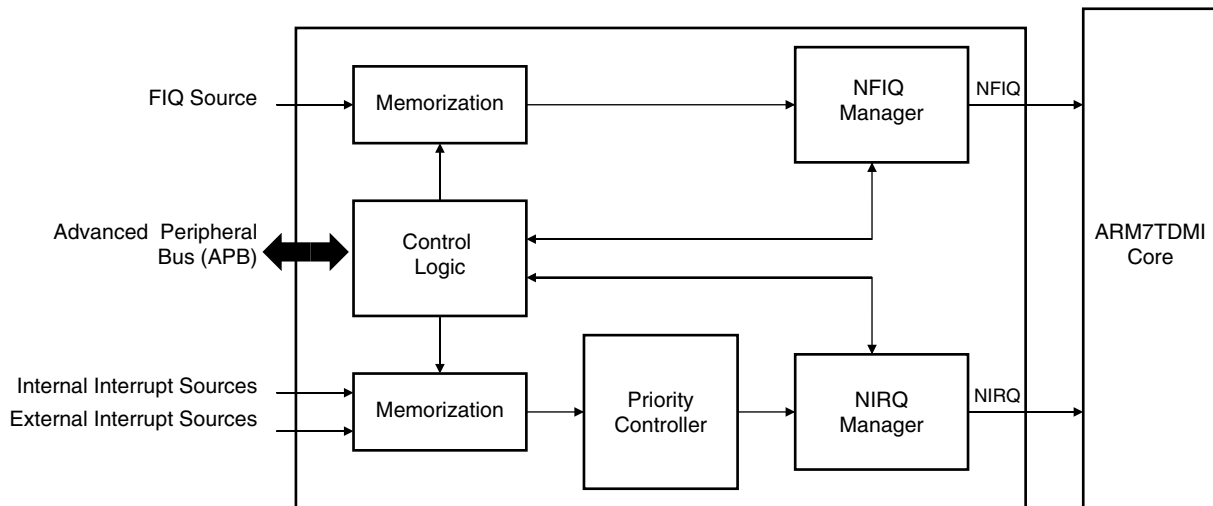 FIQ Source
Memorization
NFIQ
Manager
NFIQ
Advanced Peripheral
Bus (APB)
Control
Logic
ARM7TDMI
Core
Internal Interrupt Sources
External Interrupt Sources
Memorization
Priority
Controller
NIRQ
Manager
NIRQ